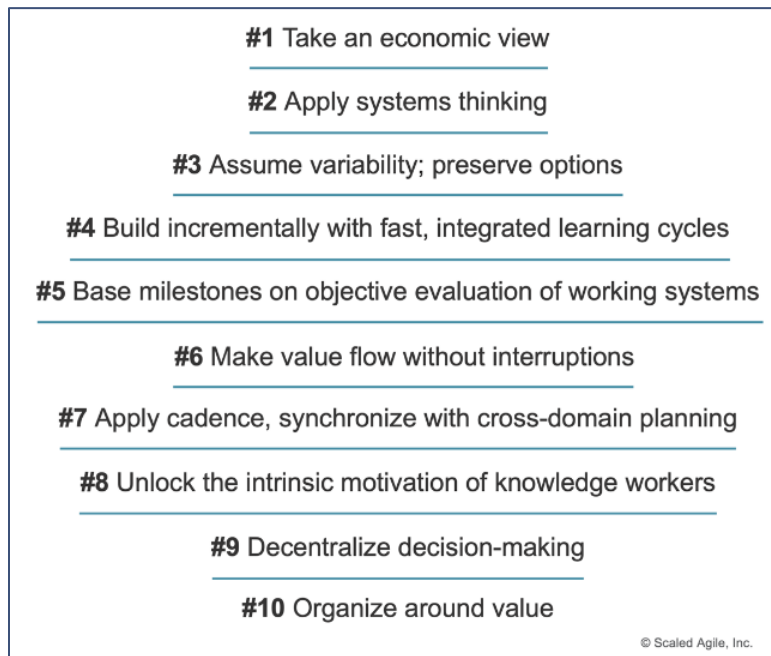 #1 Take an economic view
#2 Apply systems thinking
#3 Assume variability; preserve options
#4 Build incrementally with fast, integrated learning cycles
#5 Base milestones on objective evaluation of working systems
#6 Make value flow without interruptions
#7 Apply cadence, synchronize with cross-domain planning
#8 Unlock the intrinsic motivation of knowledge workers
#9 Decentralize decision-making
#10 Organize around value
© Scaled Agile, Inc.